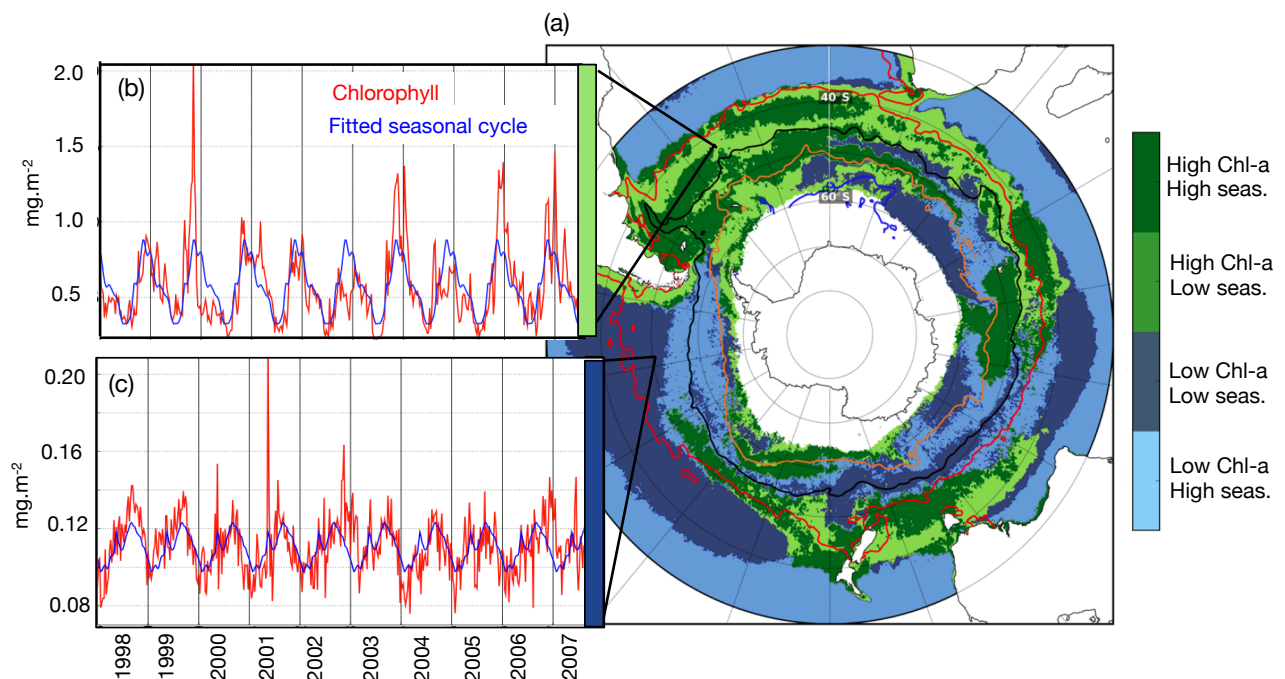 (a)
(b)
2.0
1.5
1.0
0.5
mg.m-2
Chlorophyll
Fitted seasonal cycle
(c)
0.20
0.16
0.12
0.08
mg.m-2
1998
1999
2000
2001
2002
2003
2004
2005
2006
2007
40°S
60°S
High Chl-a
High seas.
High Chl-a
Low seas.
Low Chl-a
Low seas.
Low Chl-a
High seas.